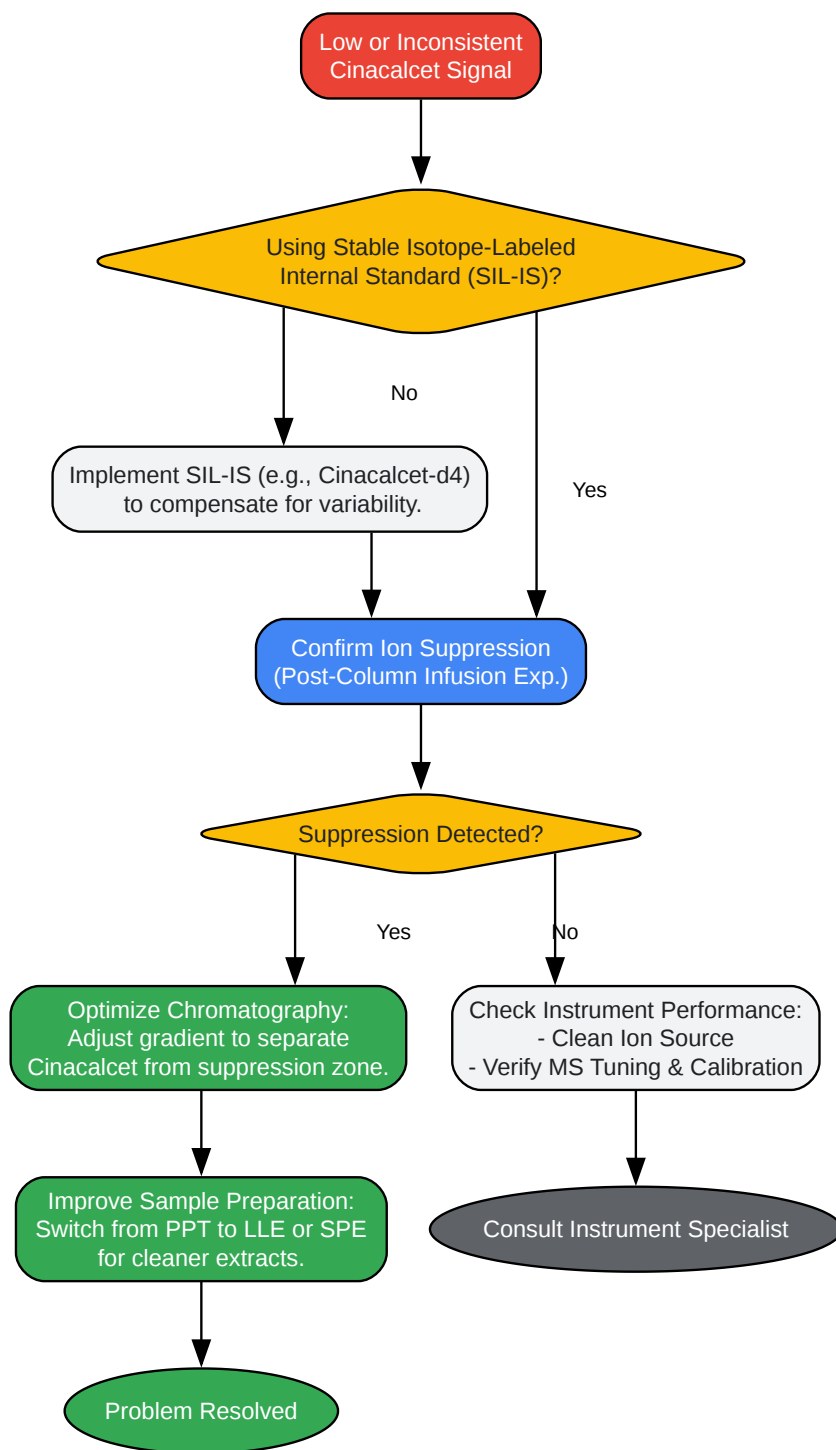 Low or Inconsistent
Cinacalcet Signal
Using Stable Isotope-Labeled
Internal Standard (SIL-IS)?
No
Implement SIL-IS (e.g., Cinacalcet-d4)
to compensate for variability.
Yes
Confirm Ion Suppression
(Post-Column Infusion Exp.)
Suppression Detected?
Yes
No
Optimize Chromatography:
Adjust gradient to separate
Cinacalcet from suppression zone.
Check Instrument Performance:
- Clean Ion Source
- Verify MS Tuning & Calibration
Improve Sample Preparation:
Switch from PPT to LLE or SPE
for cleaner extracts.
Consult Instrument Specialist
Problem Resolved